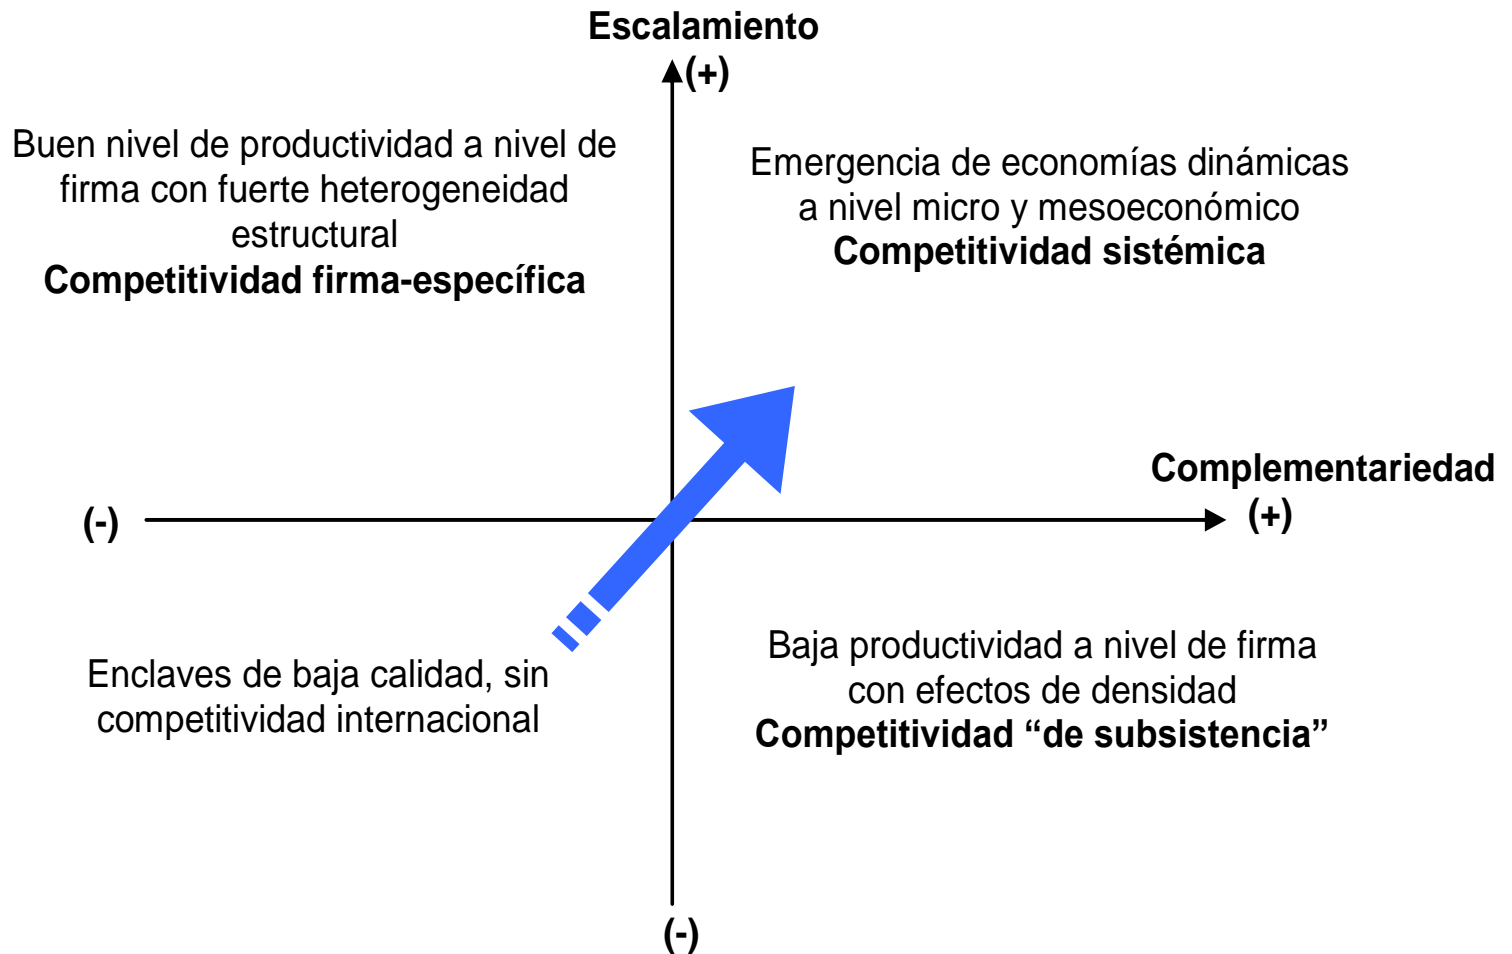 Escalamiento
(+)
Buen nivel de productividad a nivel de
firma con fuerte heterogeneidad
estructural
Competitividad firma-específica
Emergencia de economías dinámicas
a nivel micro y mesoeconómico
Competitividad sistémica
Complementariedad
(+)
(-)
Enclaves de baja calidad, sin
competitividad internacional
Baja productividad a nivel de firma
con efectos de densidad
Competitividad “de subsistencia”
(-)